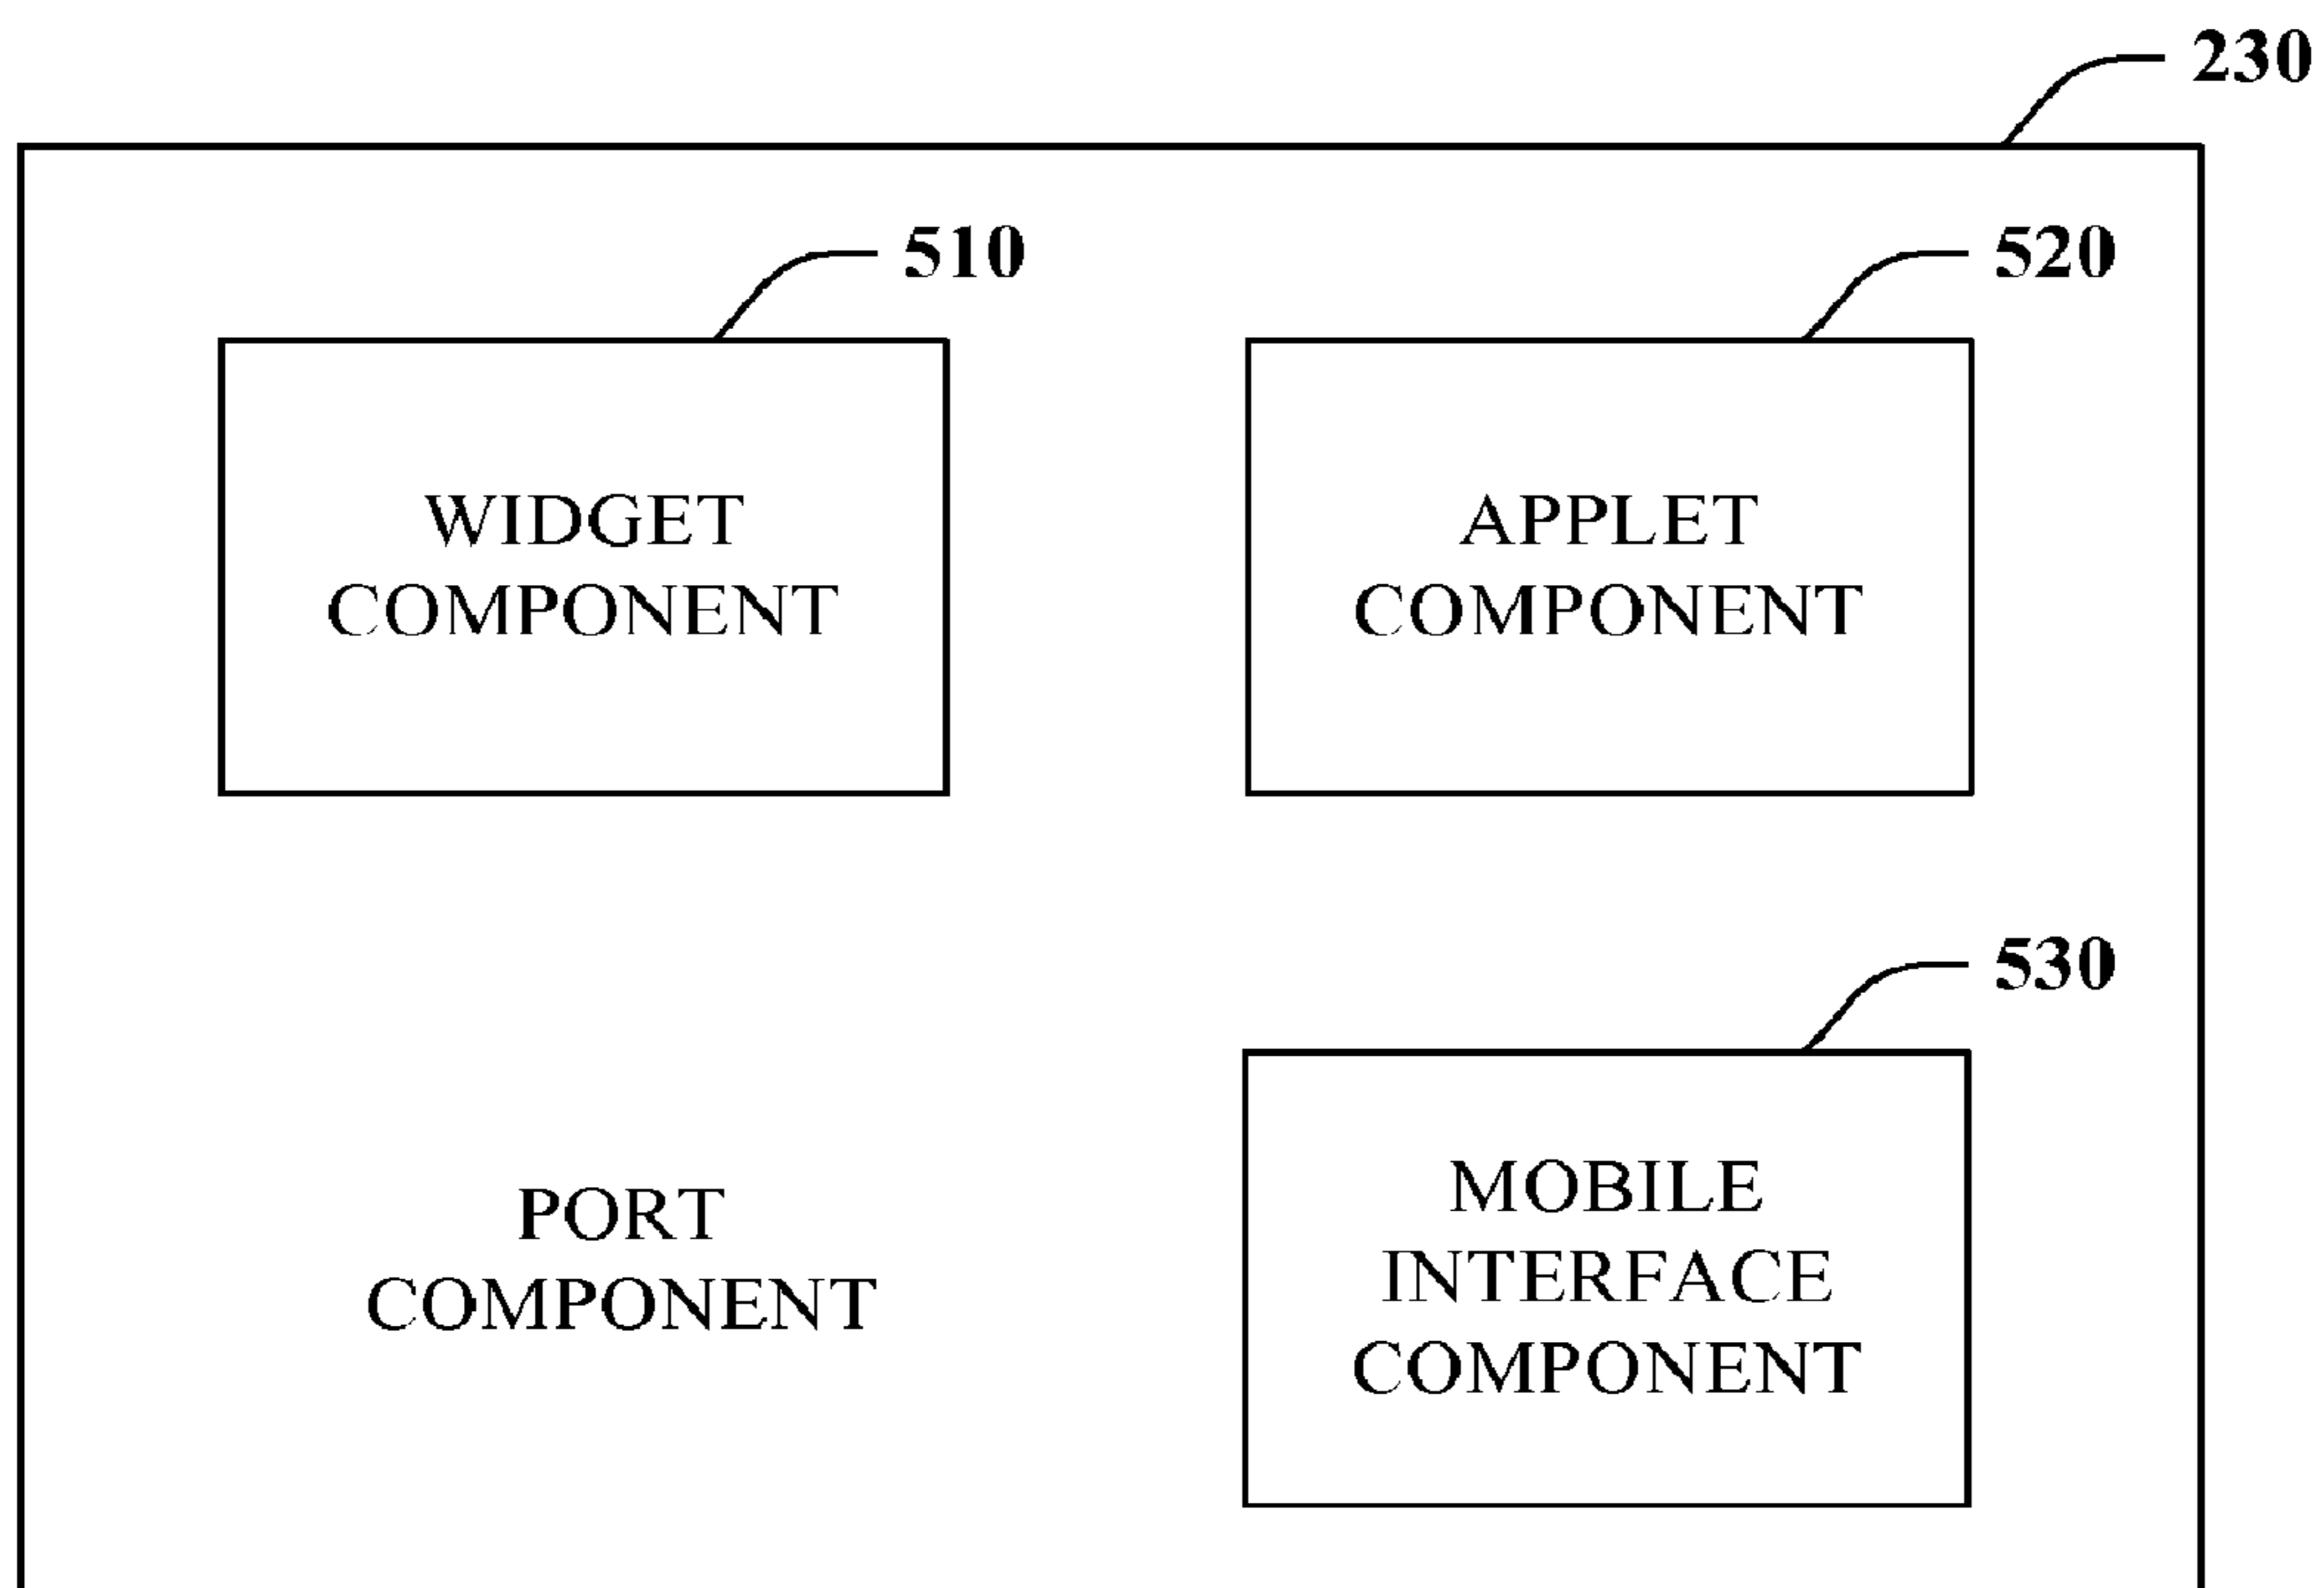 230
510
520
WIDGET
COMPONENT
APPLET
COMPONENT
530
PORT
COMPONENT
MOBILE
INTERFACE
COMPONENT